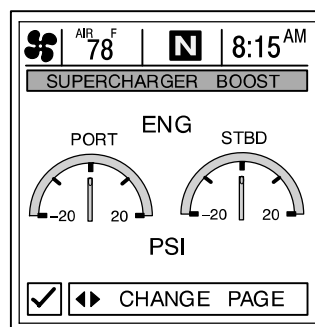 AIR F
78 N 8:15 AM
SUPERCHARGER BOOST
ENG
PORT STBD
-20 20 -20 20
PSI
CHANGE PAGE